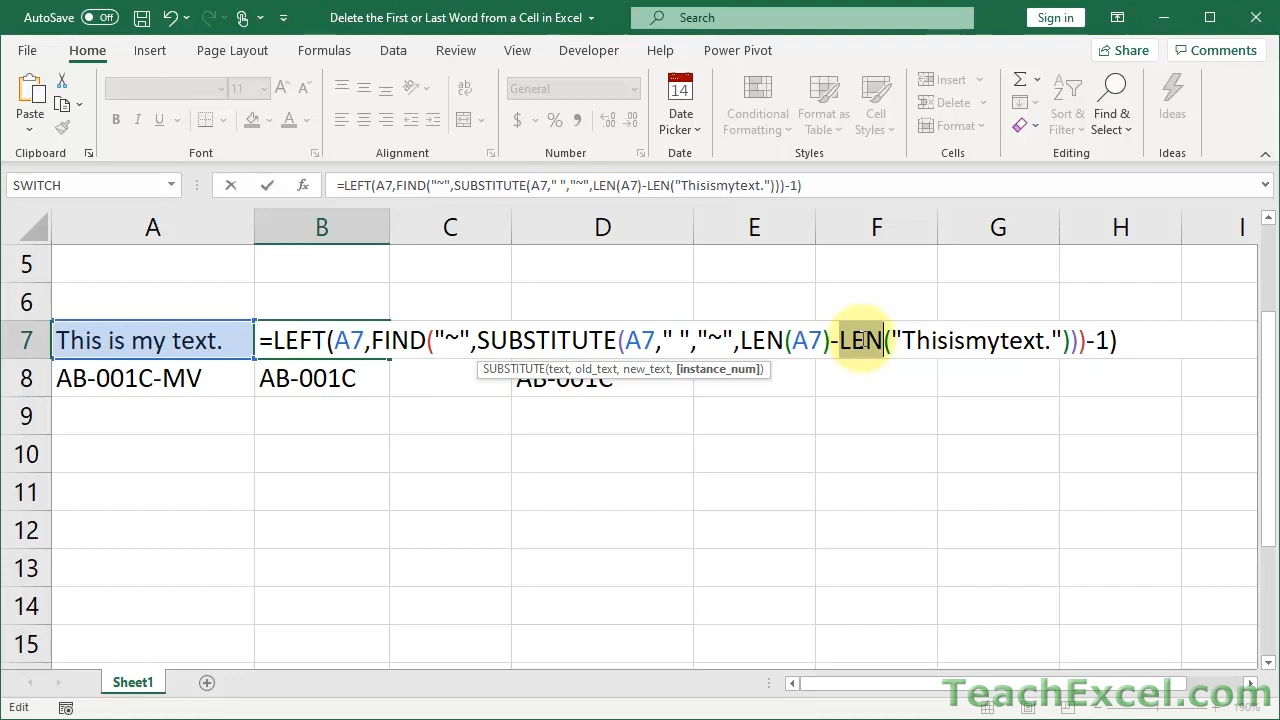 AutoSave Off
Delete the First or Last Word from a Cell in Excel
Search
Sign in
File Home Insert Page Layout Formulas Data Review View Developer Help Power Pivot Share Comments
Paste
Clipboard
11
B I U A
Font
ab
Alignment
General
$ % 9
Number
Date Picker
Date
Conditional Formatting
Format as Table
Cell Styles
Styles
Insert
Delete
Format
Cells
Sort & Filter
Find & Select
Editing
Ideas
Ideas
SWITCH
=LEFT(A7,FIND("~",SUBSTITUTE(A7," ","~",LEN(A7)-LEN("Thisismytext.")))-1)
A B C D E F G H I
5
6
7 This is my text. =LEFT(A7,FIND("~",SUBSTITUTE(A7," ","~",LEN(A7)-LEN("Thisismytext.")))-1)
SUBSTITUTE(text, old_text, new_text, [instance_num])
8 AB-001C-MV AB-001C AB-001C
9
10
11
12
13
14
15
Sheet1
TeachExcel.com
Edit
190%